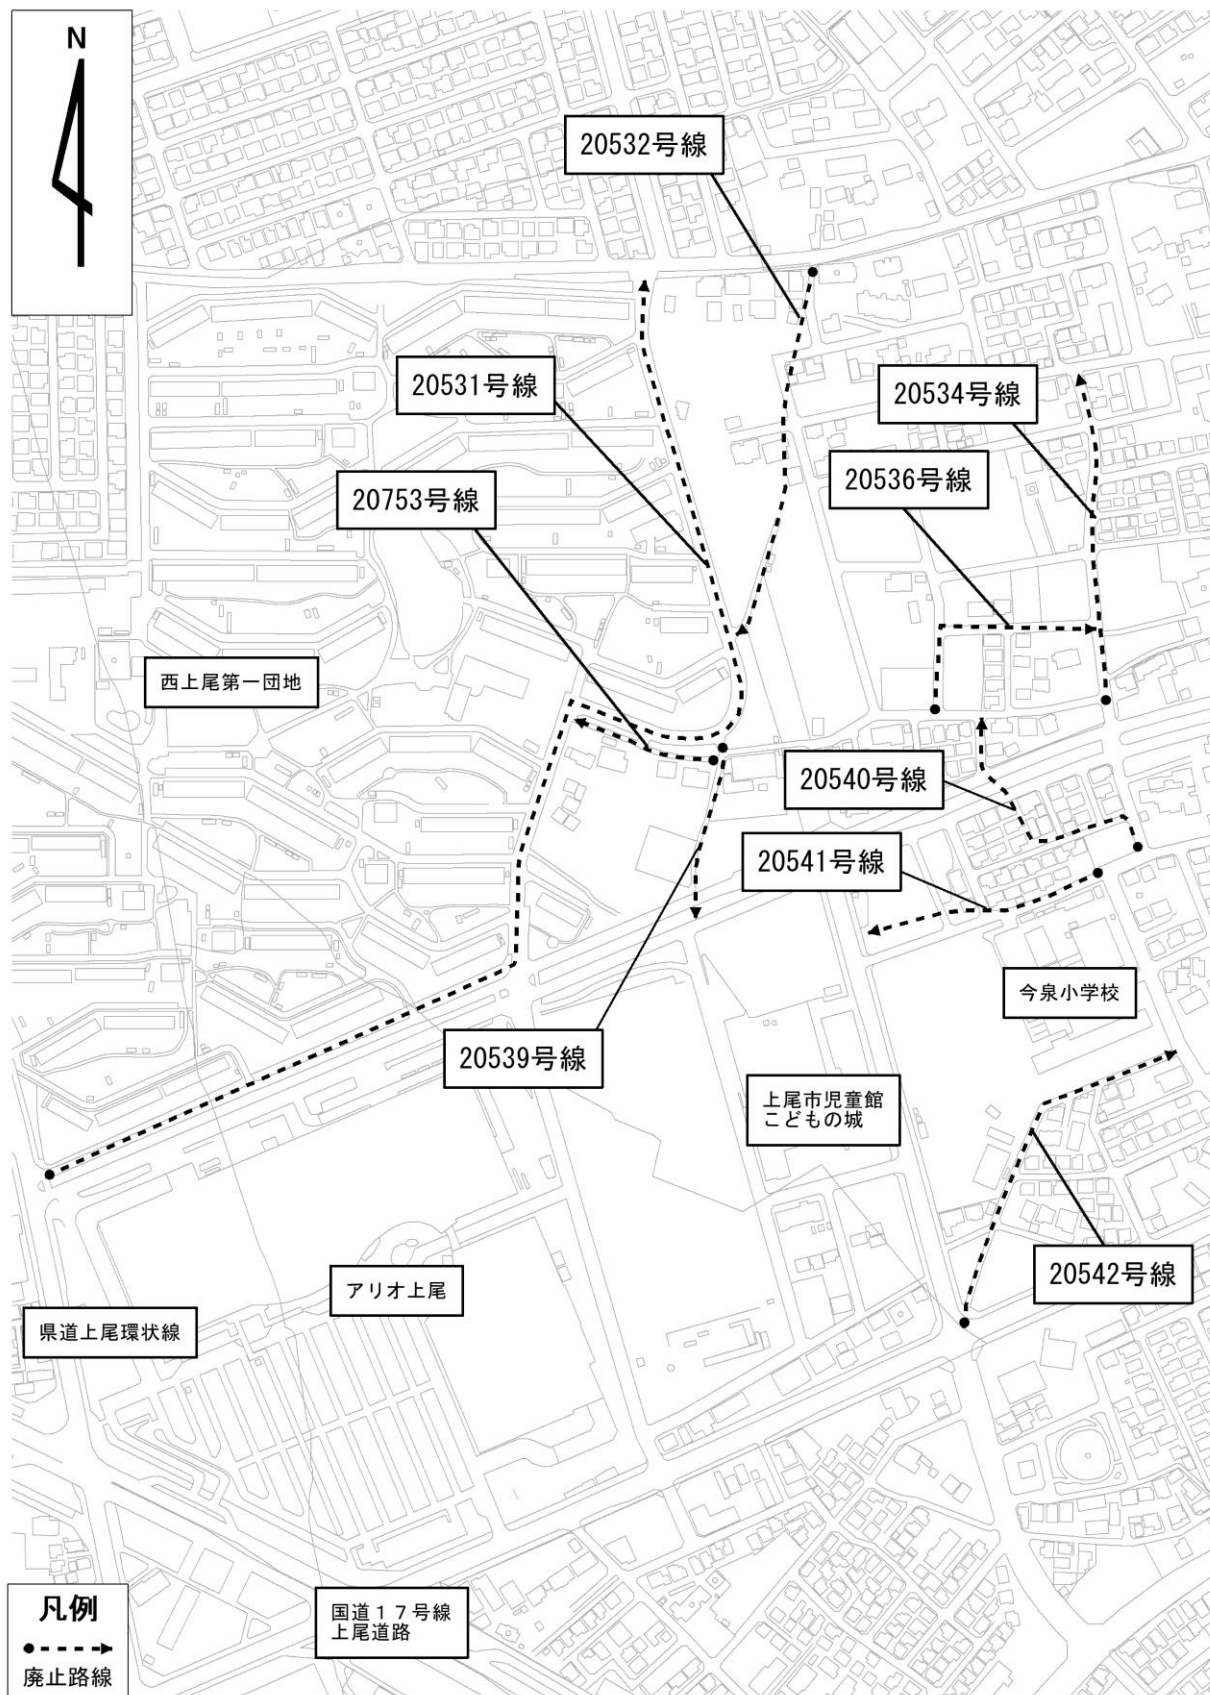 N
20532号線
20531号線
20534号線
20536号線
20753号線
西上尾第一団地
20540号線
20541号線
今泉小学校
20539号線
上尾市児童館
こどもの城
20542号線
アリオ上尾
県道上尾環状線
国道１７号線
上尾道路
凡例
廃止路線